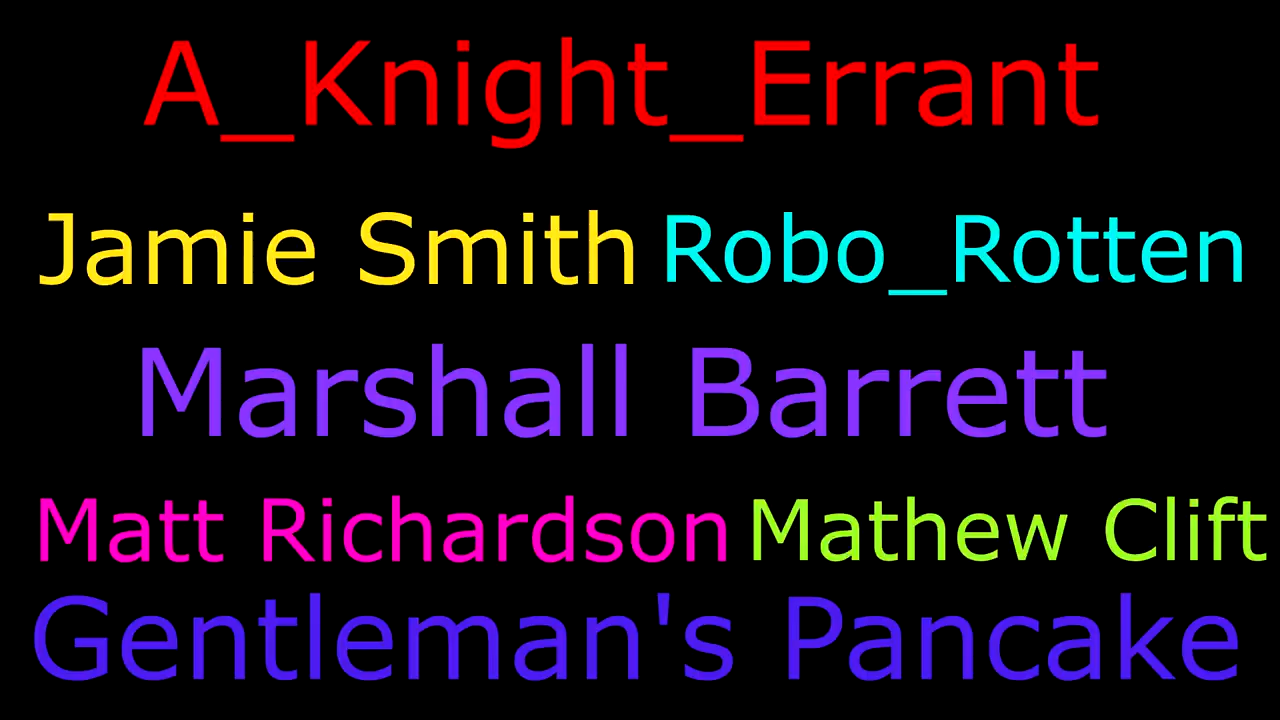 A_Knight_Errant
Jamie Smith Robo_Rotten
Marshall Barrett
Matt Richardson Mathew Clift
Gentleman's Pancake